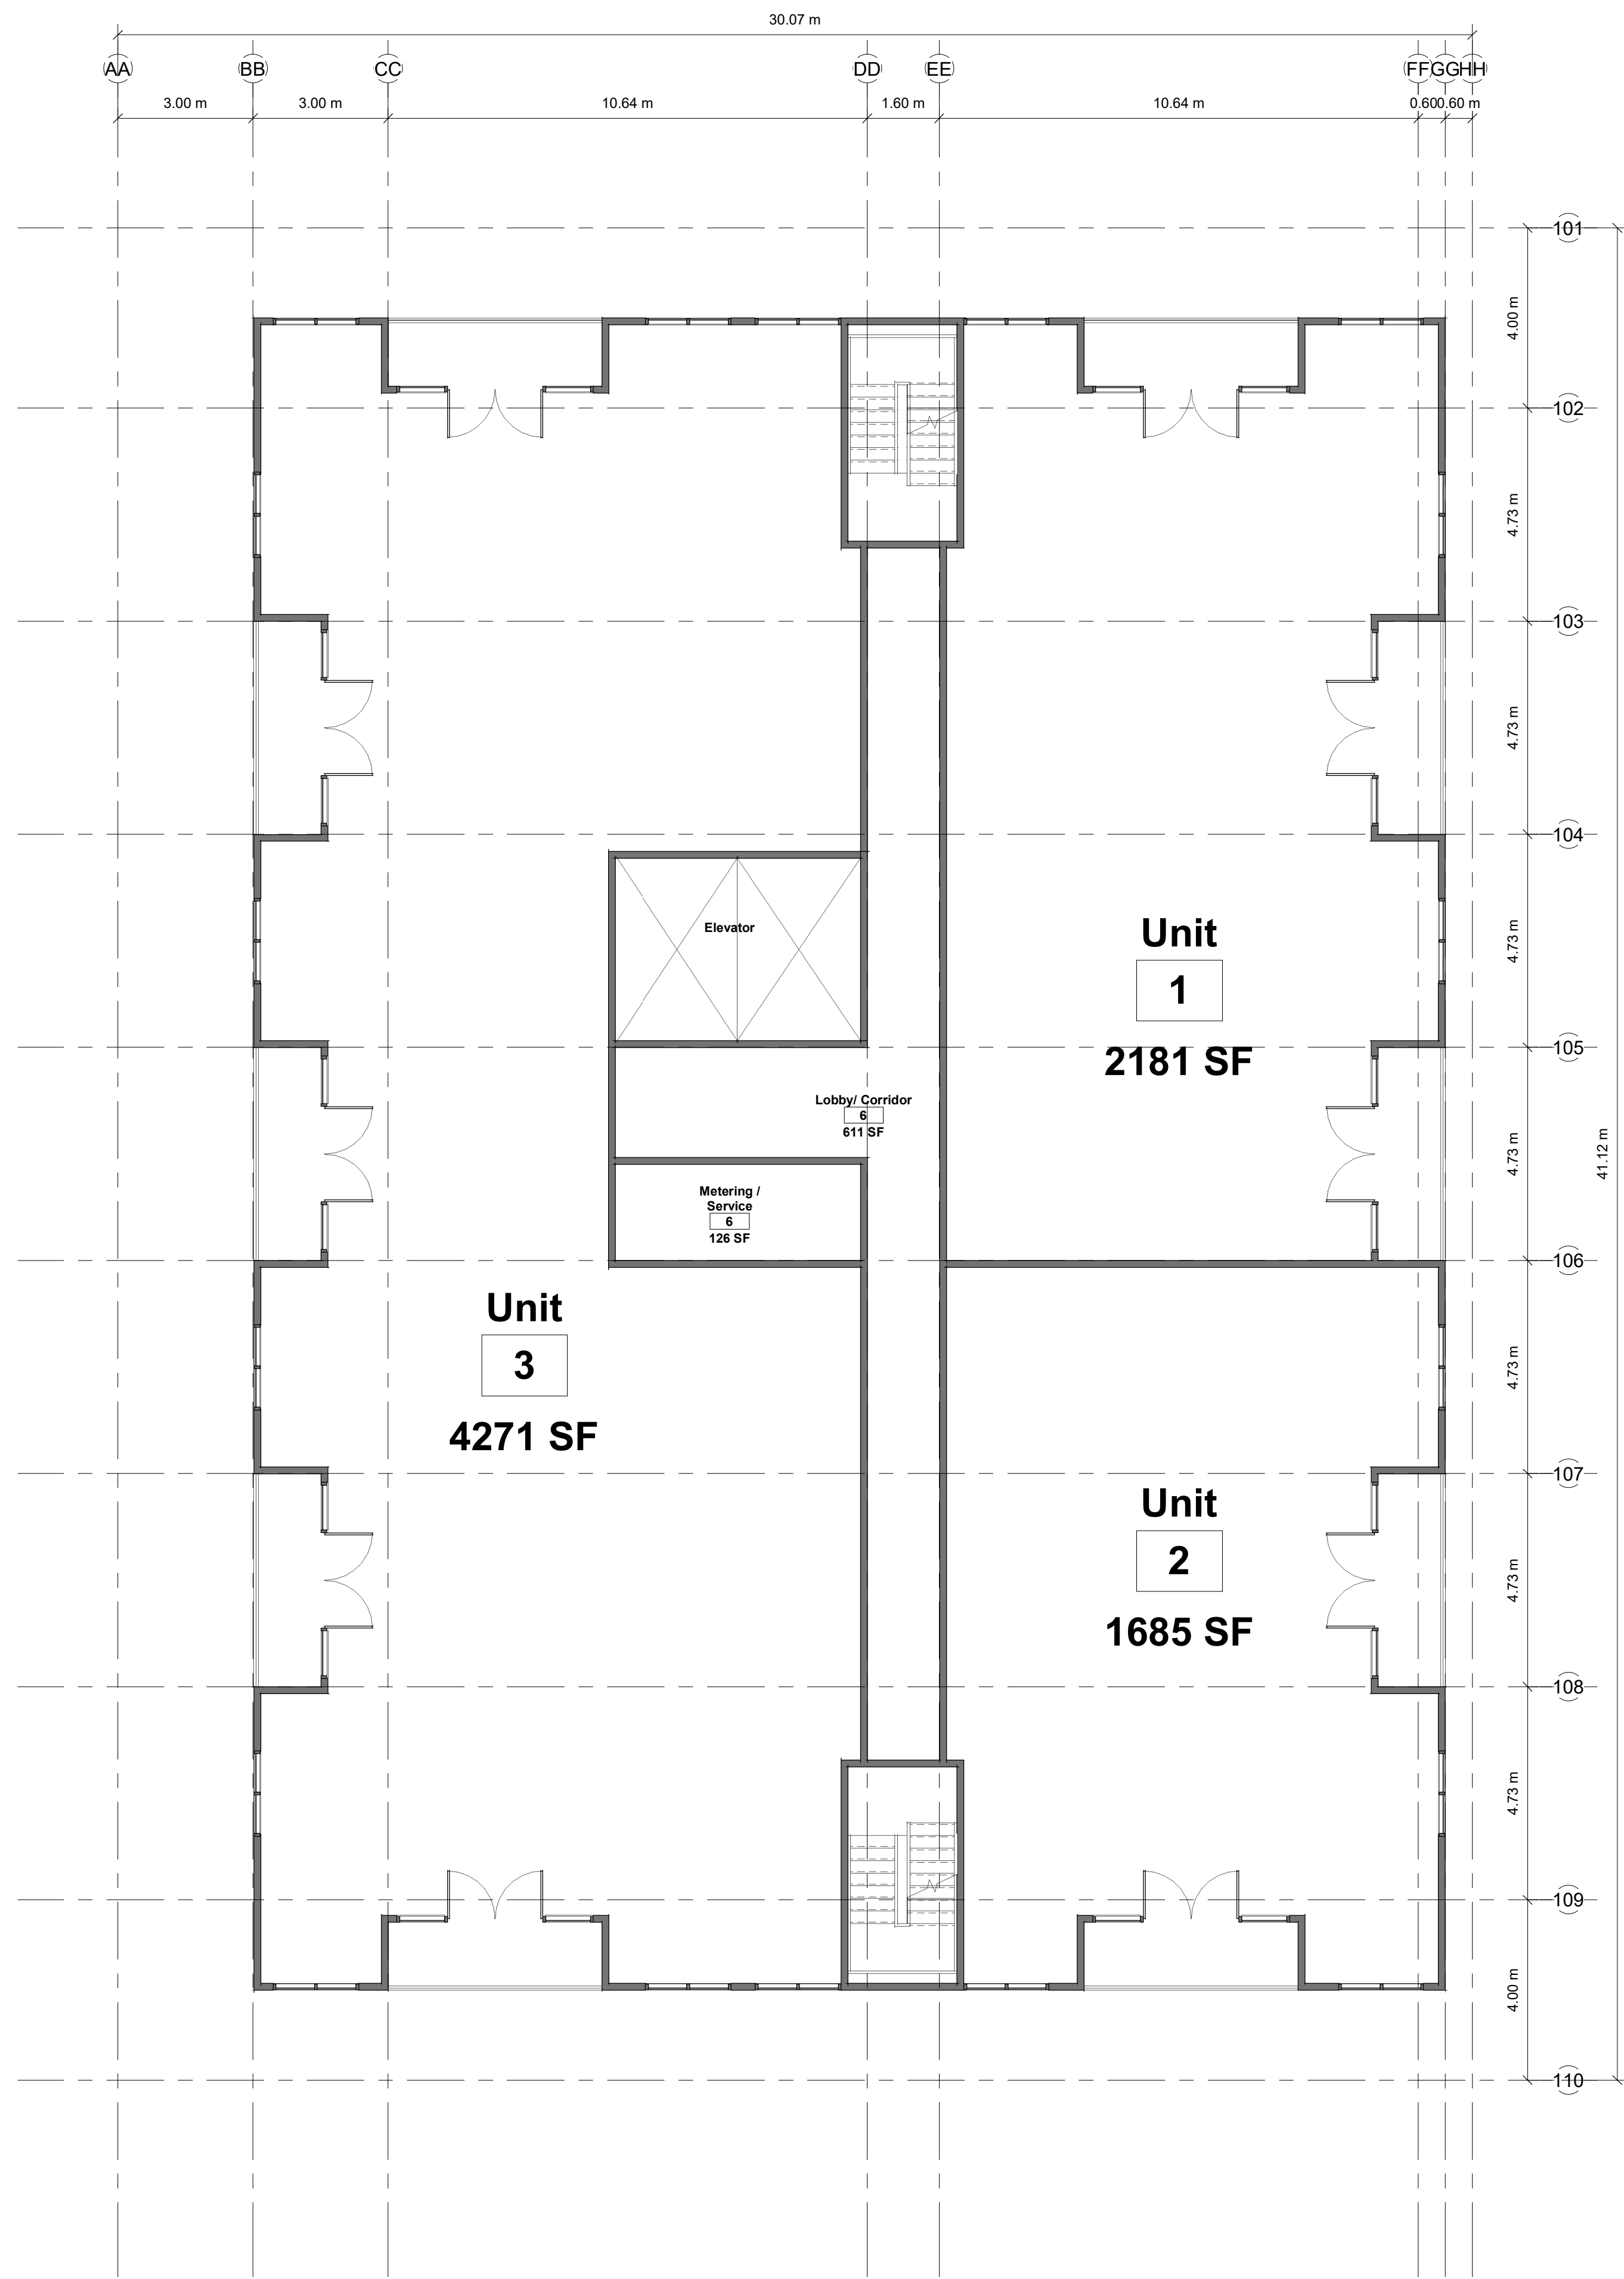 30.07 m
AA BB CC DD EE FF GG HH
3.00 m 3.00 m 10.64 m 1.60 m 10.64 m 0.60 0.60 m
101
4.00 m
102
4.73 m
103
4.73 m
104
4.73 m
Elevator
Unit
1
2181 SF
105
Lobby/ Corridor
6
611 SF
4.73 m
41.12 m
Metering /
Service
6
126 SF
106
Unit
3
4271 SF
4.73 m
107
Unit
2
1685 SF
4.73 m
108
4.73 m
109
4.00 m
110